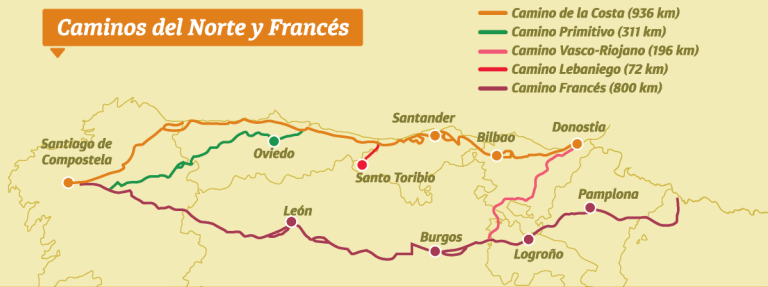 Caminos del Norte y Francés
Camino de la Costa (936 km)
Camino Primitivo (311 km)
Camino Vasco-Riojano (196 km)
Camino Lebaniego (72 km)
Camino Francés (800 km)
Santander
Bilbao
Donostia
Santiago de
Compostela
Oviedo
Santo Toribio
León
Pamplona
Burgos
Logroño